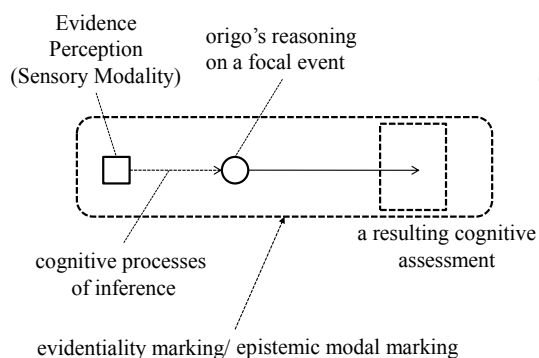 Evidence
Perception
(Sensory Modality)
origo's reasoning
on a focal event
a resulting cognitive
assessment
cognitive processes
of inference
evidentiality marking/ epistemic modal marking